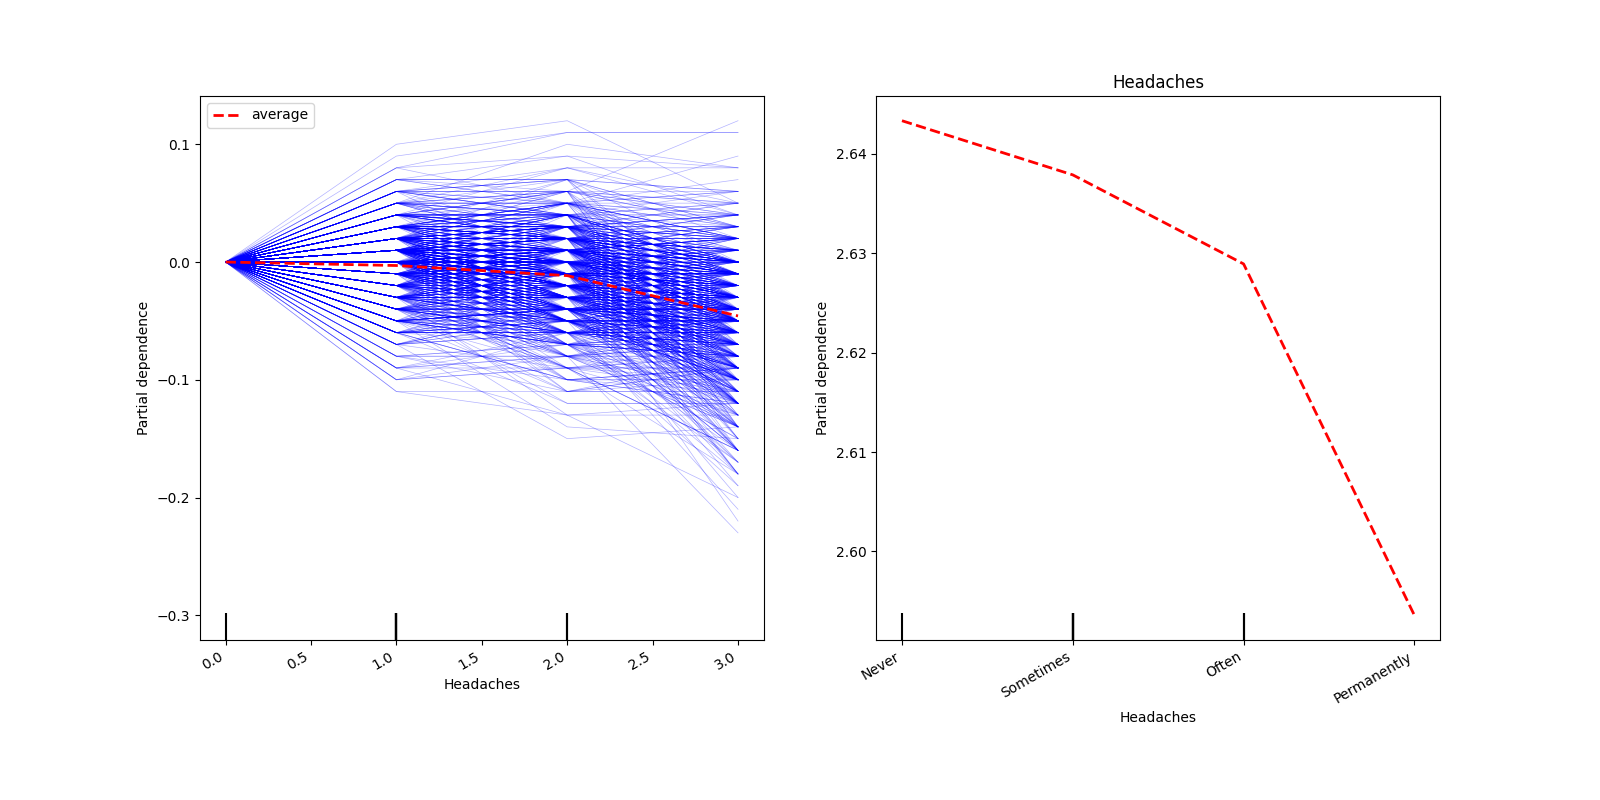 average
0.1
0.0
−0.1
−0.2
−0.3
Partial dependence
0.0
0.5
1.0
1.5
2.0
2.5
3.0
Headaches
Headaches
2.64
2.63
2.62
2.61
2.60
Partial dependence
Never
Sometimes
Often
Permanently
Headaches